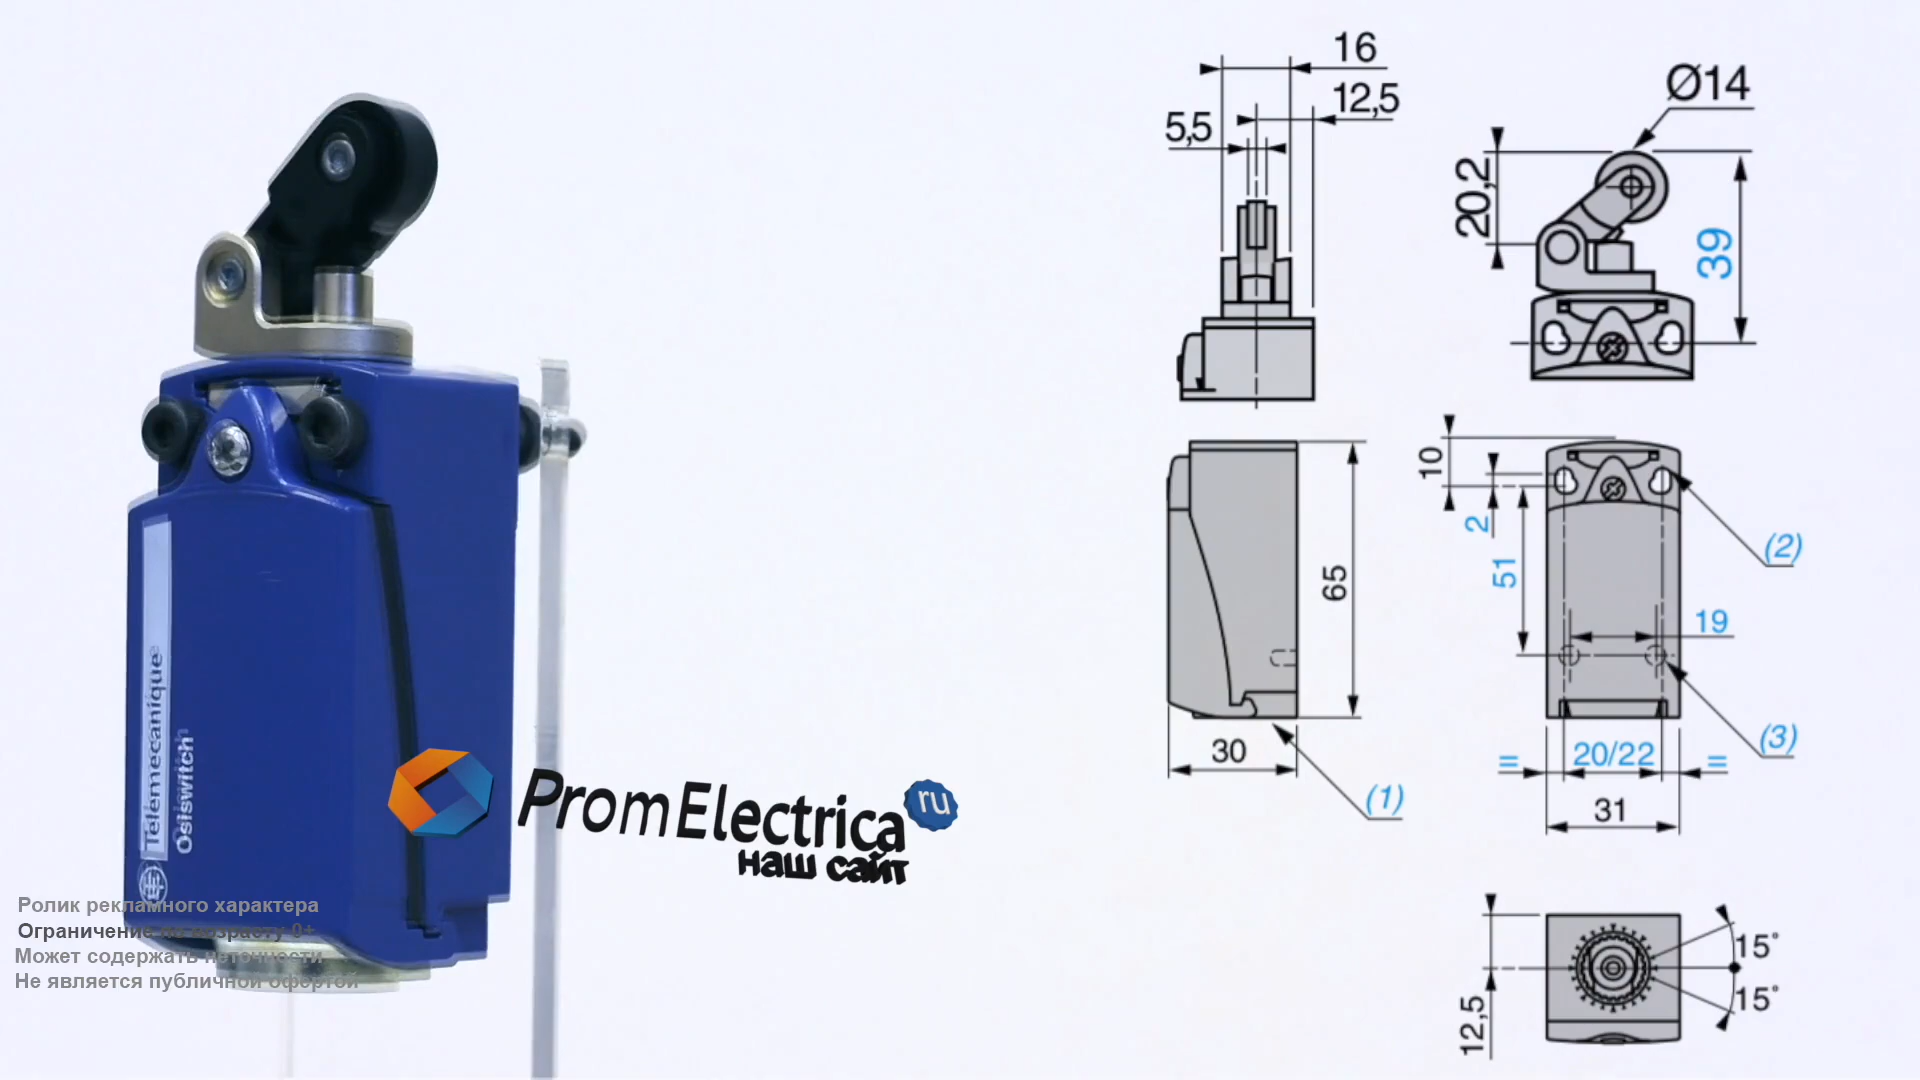 Telemecanique
Osiswitch
PromElectrica ru
наш сайт
Ролик рекламного характера
Ограничение по возрасту 0+
Может содержать неточности
Не является публичной офертой
16
12,5
5,5
Ø14
20,2
39
10
2
51
65
19
(2)
(3)
30
(1)
= 20/22 =
31
15°
15°
12,5